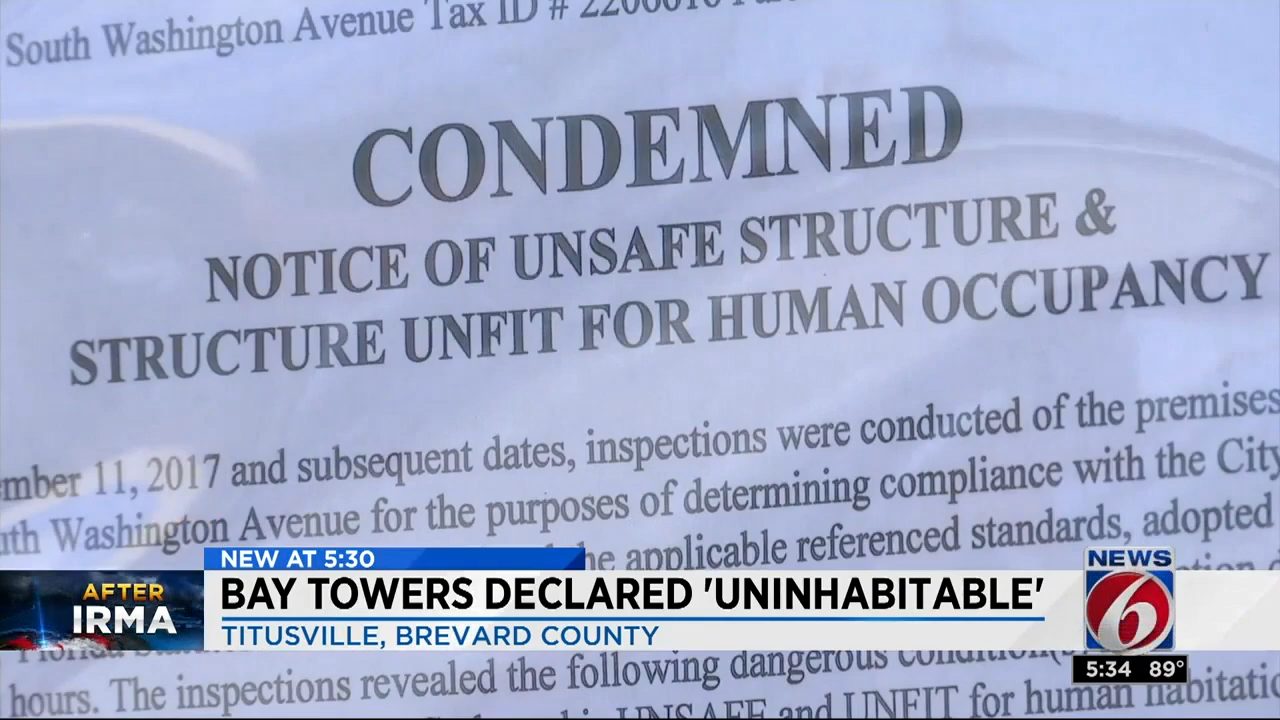 South Washington Avenue Tax ID #
CONDEMNED
NOTICE OF UNSAFE STRUCTURE &
STRUCTURE UNFIT FOR HUMAN OCCUPANCY
mber 11, 2017 and subsequent dates, inspections were conducted of the premises
th Washington Avenue for the purposes of determining compliance with the City
he applicable referenced standards, adopted
NEW AT 5:30
AFTER
IRMA
BAY TOWERS DECLARED 'UNINHABITABLE'
TITUSVILLE, BREVARD COUNTY
NEWS
6
5:34 89°
hours. The inspections revealed the following dangerous
UNSAFE and UNFIT for human habitatio